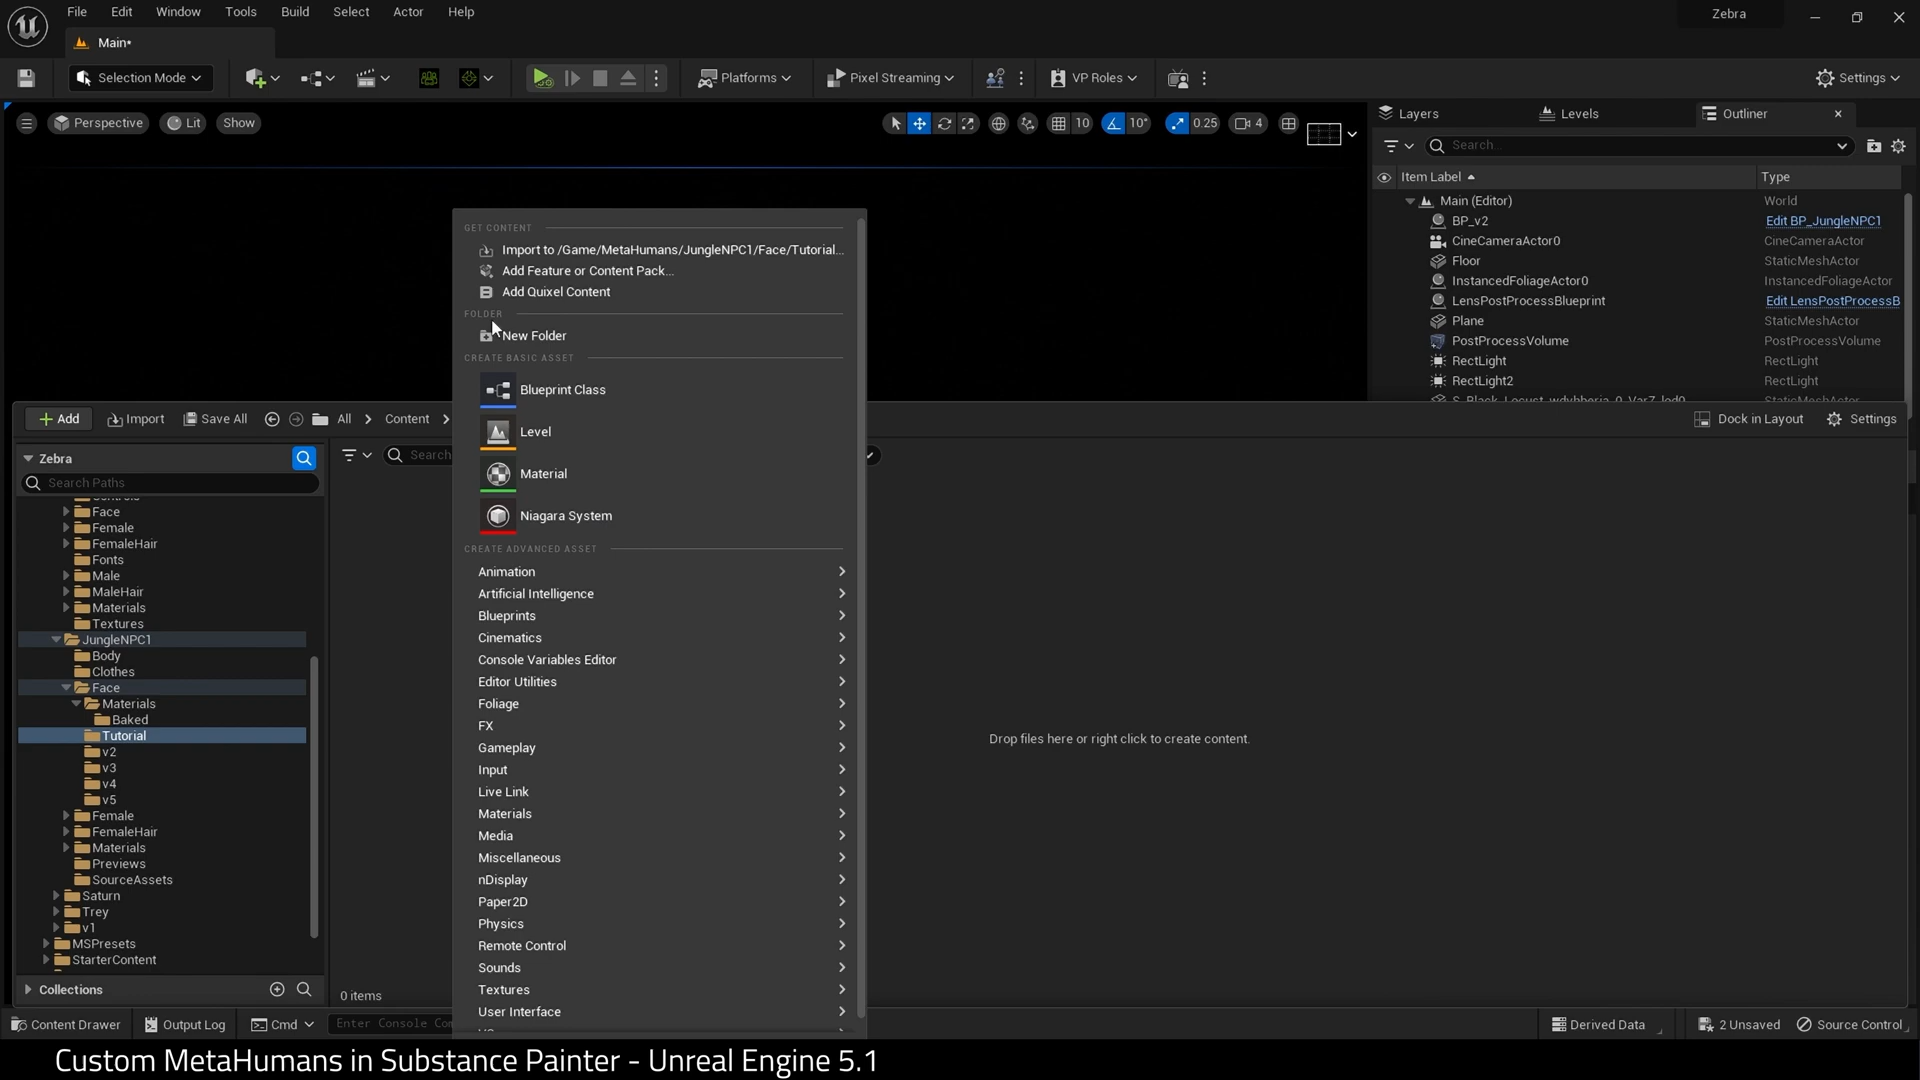 File Edit Window Tools Build Select Actor Help
Zebra
Main*
Selection Mode
Platforms
Pixel Streaming
VP Roles
Settings
Perspective
Lit
Show
10
10°
0.25
4
Layers
Levels
Outliner
Search...
Item Label
Type
Main (Editor) World
BP_v2 Edit BP_JungleNPC1
CineCameraActor0 CineCameraActor
Floor StaticMeshActor
InstancedFoliageActor0 InstancedFoliageActor
LensPostProcessBlueprint Edit LensPostProcessB
Plane StaticMeshActor
PostProcessVolume PostProcessVolume
RectLight RectLight
RectLight2 RectLight
GET CONTENT
Import to /Game/MetaHumans/JungleNPC1/Face/Tutorial...
Add Feature or Content Pack...
Add Quixel Content
FOLDER
New Folder
CREATE BASIC ASSET
Blueprint Class
Level
Material
Niagara System
CREATE ADVANCED ASSET
Animation
Artificial Intelligence
Blueprints
Cinematics
Console Variables Editor
Editor Utilities
Foliage
FX
Gameplay
Input
Live Link
Materials
Media
Miscellaneous
nDisplay
Paper2D
Physics
Remote Control
Sounds
Textures
User Interface
Add
Import
Save All
All
Content
Dock in Layout
Settings
Zebra
Search Paths
Search
Face
Female
FemaleHair
Fonts
Male
MaleHair
Materials
Textures
JungleNPC1
Body
Clothes
Face
Materials
Baked
Tutorial
v2
v3
v4
v5
Female
FemaleHair
Materials
Previews
SourceAssets
Saturn
Trey
v1
MSPresets
StarterContent
Collections
Drop files here or right click to create content.
0 items
Content Drawer
Output Log
Cmd
Enter Console
Derived Data
2 Unsaved
Source Control
Custom MetaHumans in Substance Painter - Unreal Engine 5.1